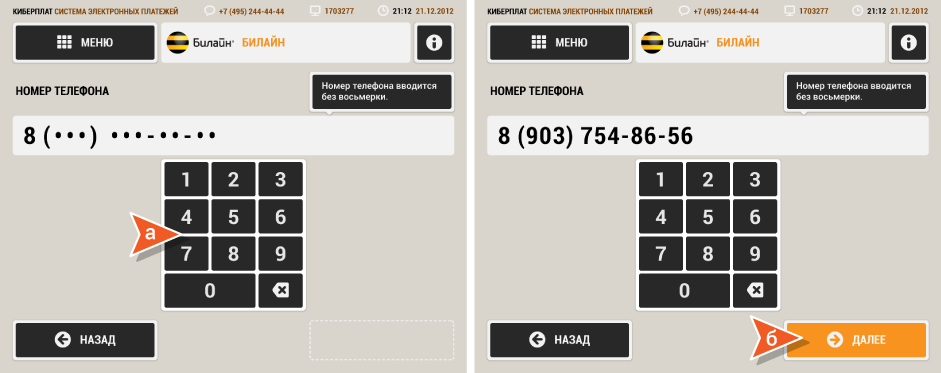 КИБЕРПЛАТ СИСТЕМА ЭЛЕКТРОННЫХ ПЛАТЕЖЕЙ +7 (495) 244-44-44 1703277 21:12 21.12.2012
МЕНЮ
Билайн® БИЛАЙН
НОМЕР ТЕЛЕФОНА
Номер телефона вводится
без восьмерки.
8 (•••) •••-••-••
1 2 3
4 5 6
а
7 8 9
0
НАЗАД
КИБЕРПЛАТ СИСТЕМА ЭЛЕКТРОННЫХ ПЛАТЕЖЕЙ +7 (495) 244-44-44 1703277 21:12 21.12.2012
МЕНЮ
Билайн® БИЛАЙН
НОМЕР ТЕЛЕФОНА
Номер телефона вводится
без восьмерки.
8 (903) 754-86-56
1 2 3
4 5 6
7 8 9
0
НАЗАД
б
ДАЛЕЕ